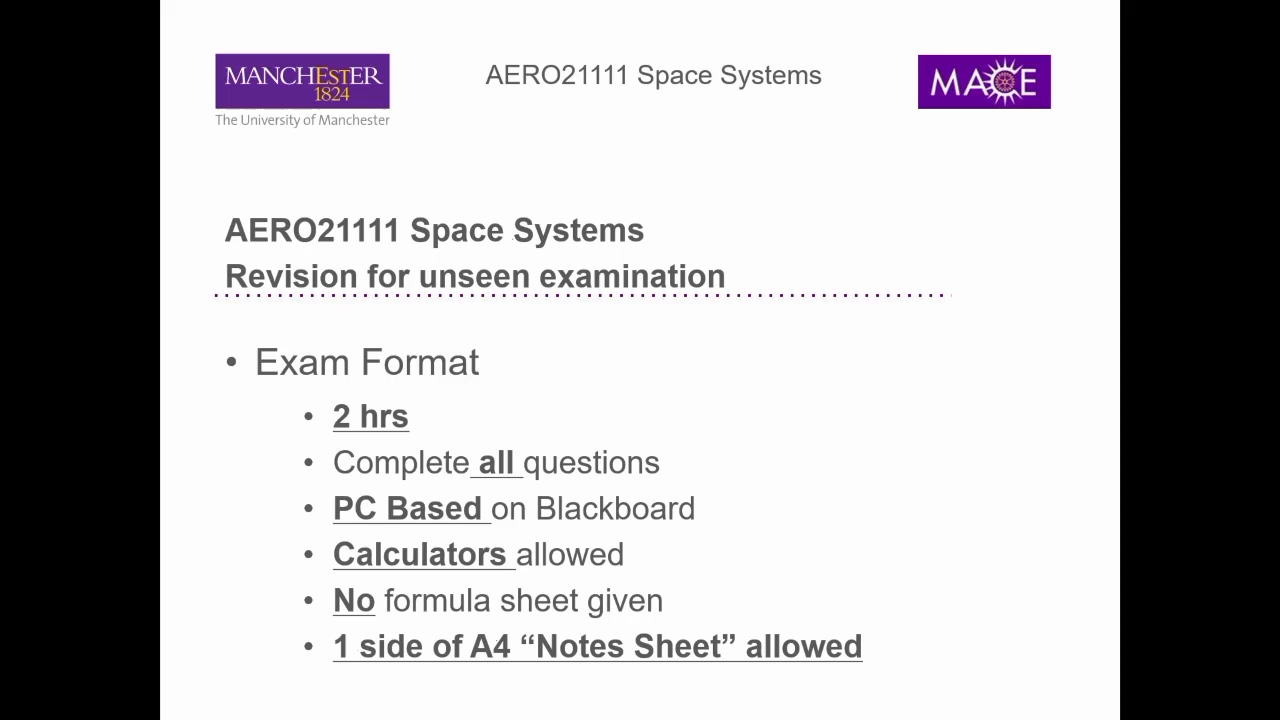 MANCHESTER
1824
The University of Manchester
AERO21111 Space Systems
MACE
AERO21111 Space Systems
Revision for unseen examination
• Exam Format
• 2 hrs
• Complete all questions
• PC Based on Blackboard
• Calculators allowed
• No formula sheet given
• 1 side of A4 “Notes Sheet” allowed